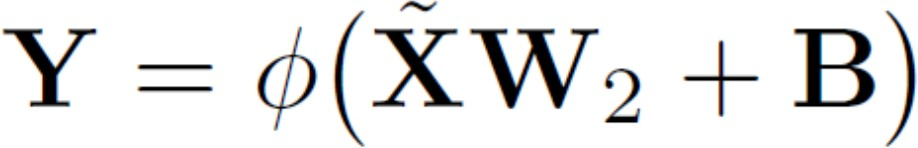 Y = ϕ(X̃W₂ + B)